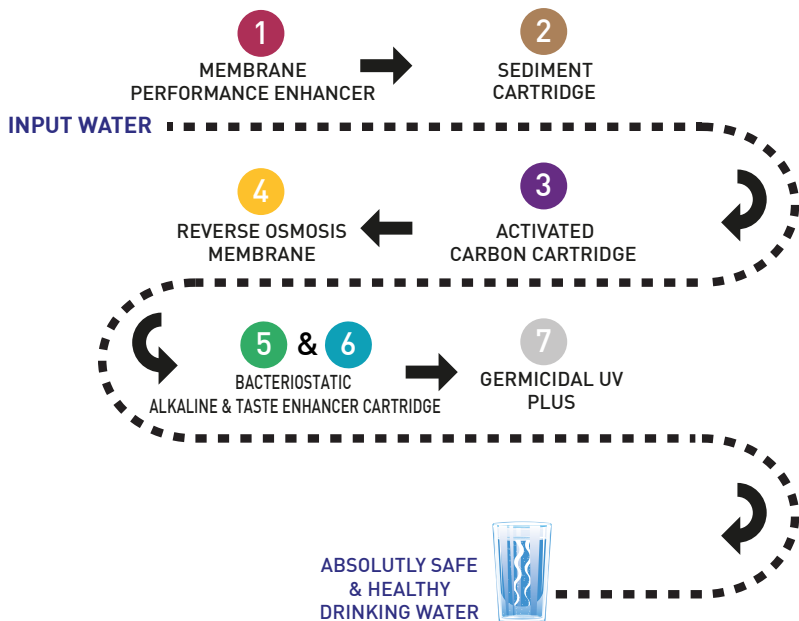 1
MEMBRANE
PERFORMANCE ENHANCER
2
SEDIMENT
CARTRIDGE
INPUT WATER
3
ACTIVATED
CARBON CARTRIDGE
4
REVERSE OSMOSIS
MEMBRANE
5 & 6
BACTERIOSTATIC
ALKALINE & TASTE ENHANCER CARTRIDGE
7
GERMICIDAL UV
PLUS
ABSOLUTLY SAFE
& HEALTHY
DRINKING WATER